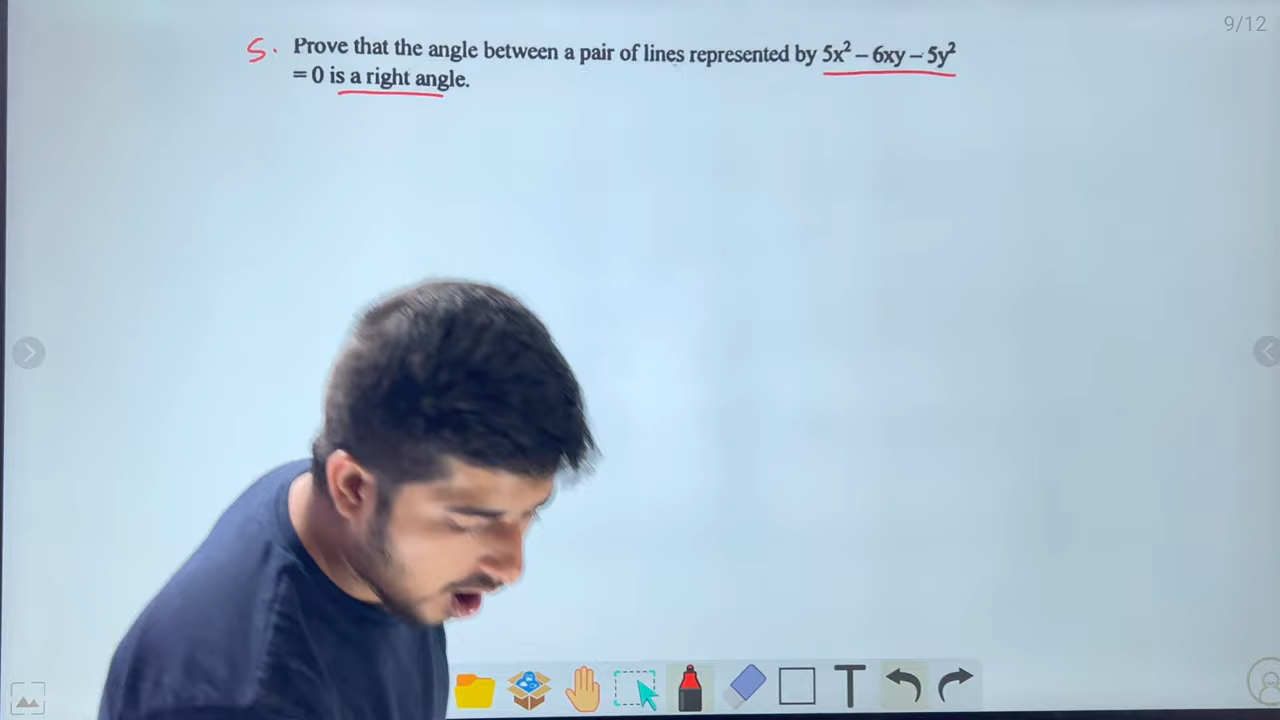 9/12
5. Prove that the angle between a pair of lines represented by 5x² – 6xy – 5y²
= 0 is a right angle.
T